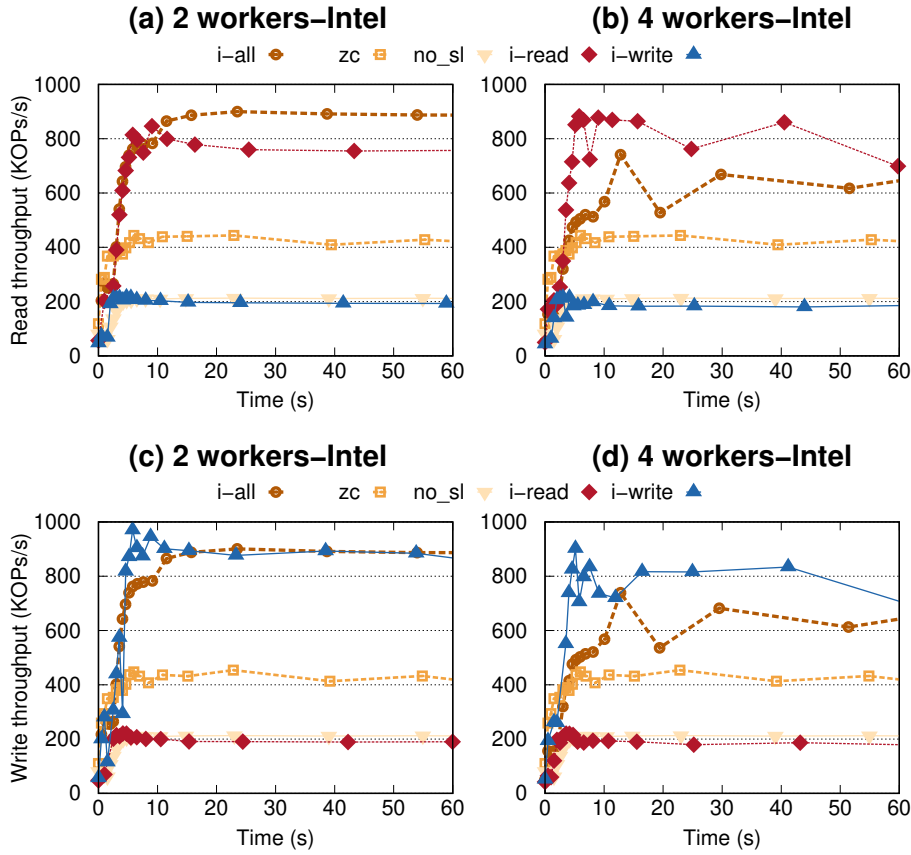 (a) 2 workers−Intel
(b) 4 workers−Intel
i−all zc no_sl i−read i−write
Read throughput (KOPs/s)
1000
800
600
400
200
0
0 10 20 30 40 50 60
Time (s)
1000
800
600
400
200
0
0 10 20 30 40 50 60
Time (s)
(c) 2 workers−Intel
(d) 4 workers−Intel
i−all zc no_sl i−read i−write
Write throughput (KOPs/s)
1000
800
600
400
200
0
0 10 20 30 40 50 60
Time (s)
1000
800
600
400
200
0
0 10 20 30 40 50 60
Time (s)